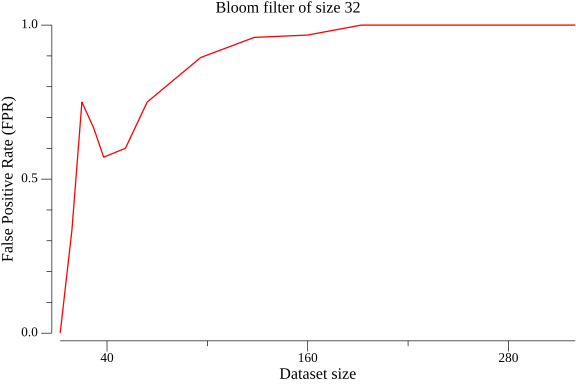 Bloom filter of size 32
1.0
False Positive Rate (FPR)
0.5
0.0
40
160
280
Dataset size